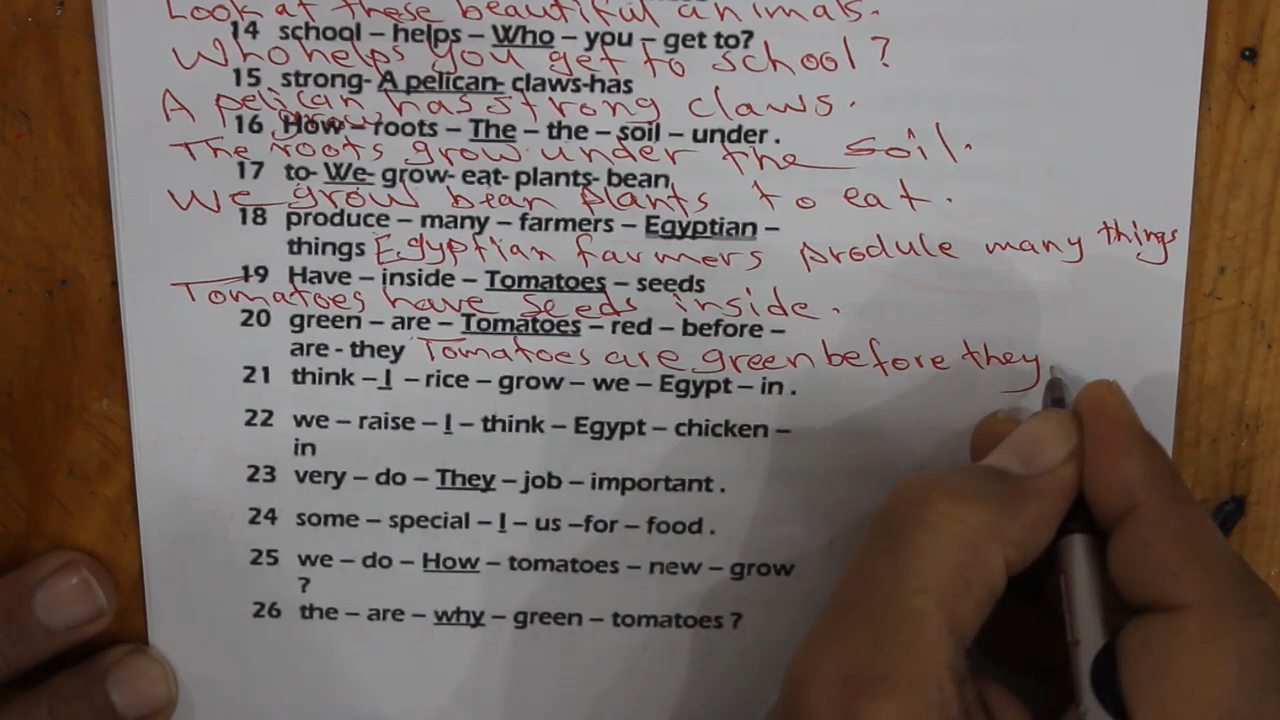 Look at these beautiful animals.
14 school – helps – Who – you – get to?
Who helps you get to school?
15 strong- A pelican- claws-has
A pelican has strong claws.
grow
16 How – roots – The – the – soil – under .
The roots grow under the soil.
17 to- We- grow- eat- plants- bean
We grow bean plants to eat.
18 produce – many – farmers – Egyptian –
things Egyptian farmers produle many things
19 Have – inside – Tomatoes – seeds
Tomatoes have seeds inside.
20 green – are – Tomatoes – red – before –
are - they Tomatoes are green before they
21 think – I – rice – grow – we – Egypt – in .
22 we – raise – I – think – Egypt – chicken –
in
23 very – do – They – job – important .
24 some – special – I – us –for – food .
25 we – do – How – tomatoes – new – grow
?
26 the – are – why – green – tomatoes ?